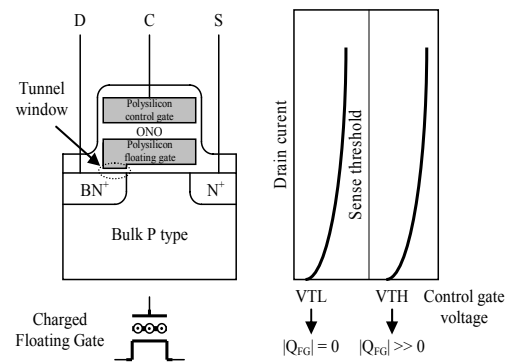 D C S
Tunnel
window
Polysilicon
control gate
ONO
Polysilicon
floating gate
BN+ N+
Bulk P type
Charged
Floating Gate
Drain curent
Sense threshold
VTL VTH Control gate
voltage
|QFG| = 0 |QFG| >> 0